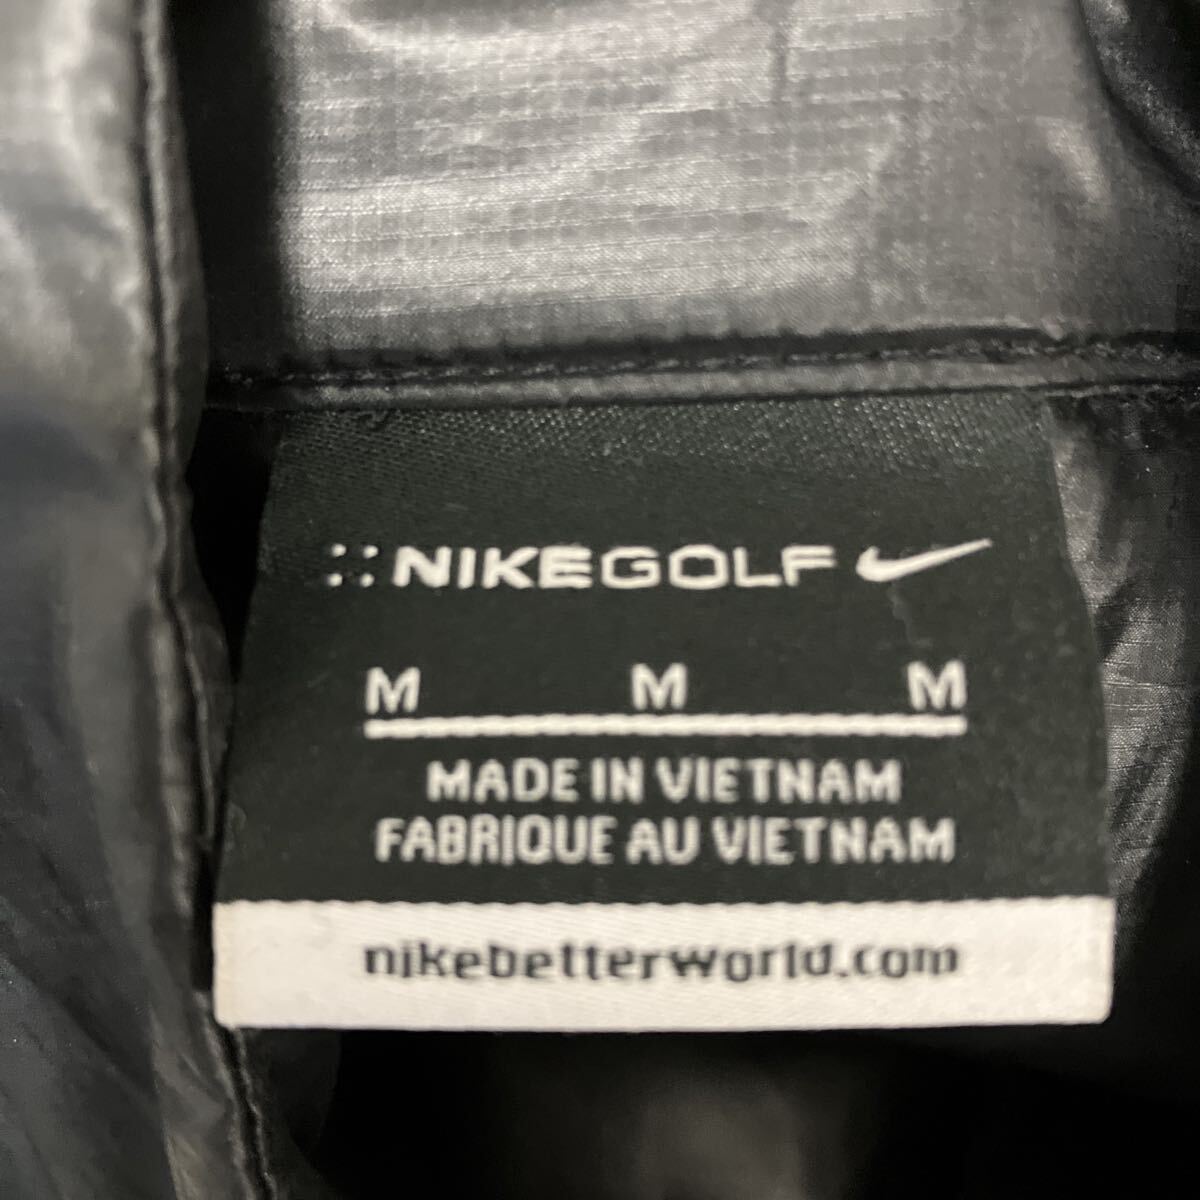 NIKEGOLF
M M M
MADE IN VIETNAM
FABRIQUE AU VIETNAM
nikebetterworld.com